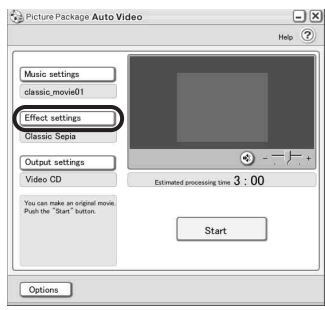 Picture Package Auto Video
Help ?
Music settings
classic_movie01
Effect settings
Classic Sepia
Output settings
Video CD
- +
Estimated processing time 3 : 00
You can make an original movie.
Push the "Start" button.
Start
Options